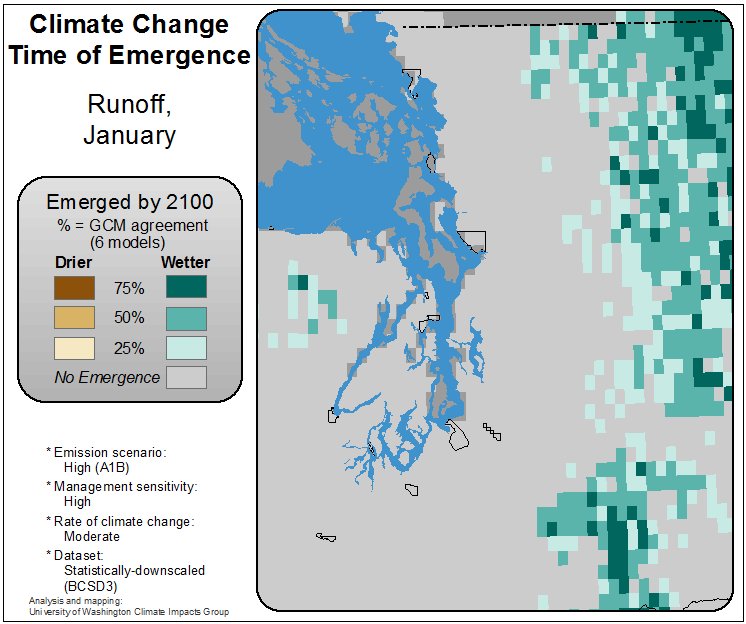 Climate Change
Time of Emergence
Runoff,
January
Emerged by 2100
% = GCM agreement
(6 models)
Drier Wetter
75%
50%
25%
No Emergence
* Emission scenario:
High (A1B)
* Management sensitivity:
High
* Rate of climate change:
Moderate
* Dataset:
Statistically-downscaled
(BCSD3)
Analysis and mapping:
University of Washington Climate Impacts Group